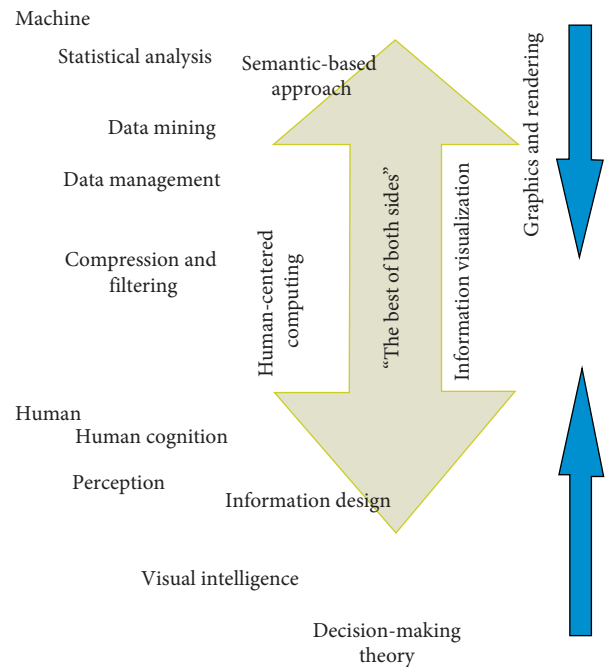 Machine
Statistical analysis
Semantic-based
approach
Data mining
Data management
Compression and
filtering
Human-centered
computing
“The best of both sides”
Information visualization
Graphics and rendering
Human
Human cognition
Perception
Information design
Visual intelligence
Decision-making
theory